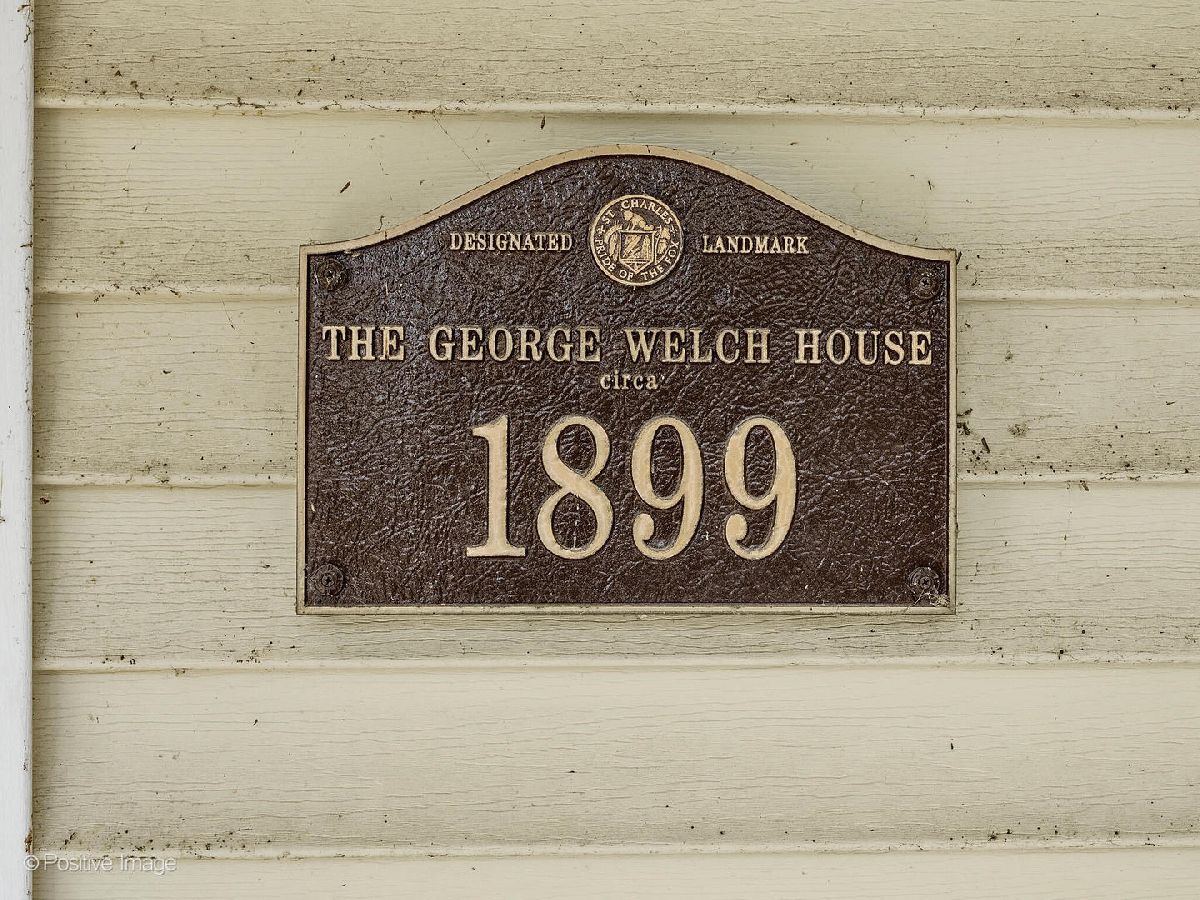 ST CHARLES
PRIDE OF THE FOX
DESIGNATED LANDMARK
THE GEORGE WELCH HOUSE
circa
1899
© Positive Image